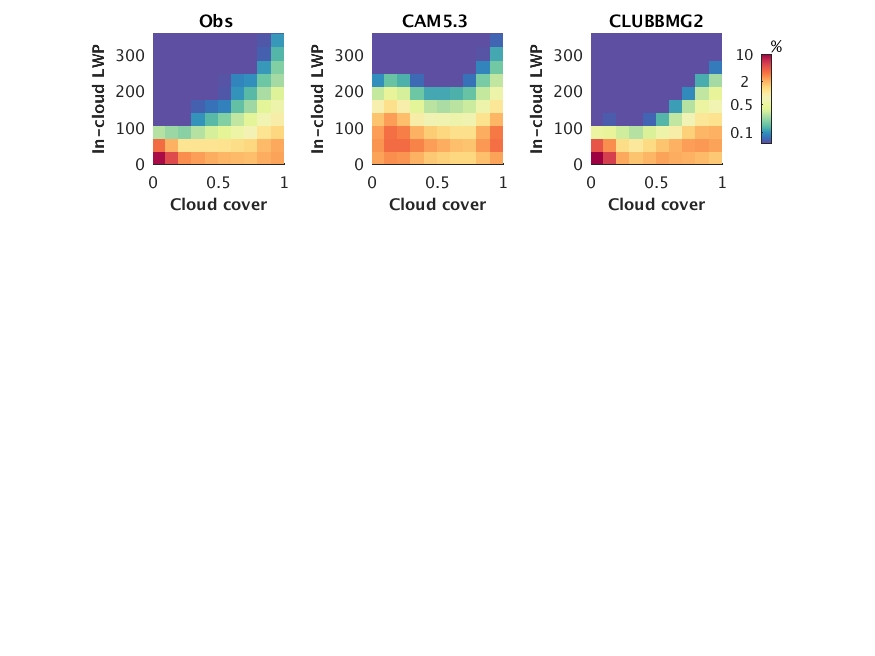 Obs
In-cloud LWP
300
200
100
0
0
0.5
1
Cloud cover
CAM5.3
In-cloud LWP
300
200
100
0
0
0.5
1
Cloud cover
CLUBBMG2
In-cloud LWP
300
200
100
0
0
0.5
1
Cloud cover
%
10
2
0.5
0.1